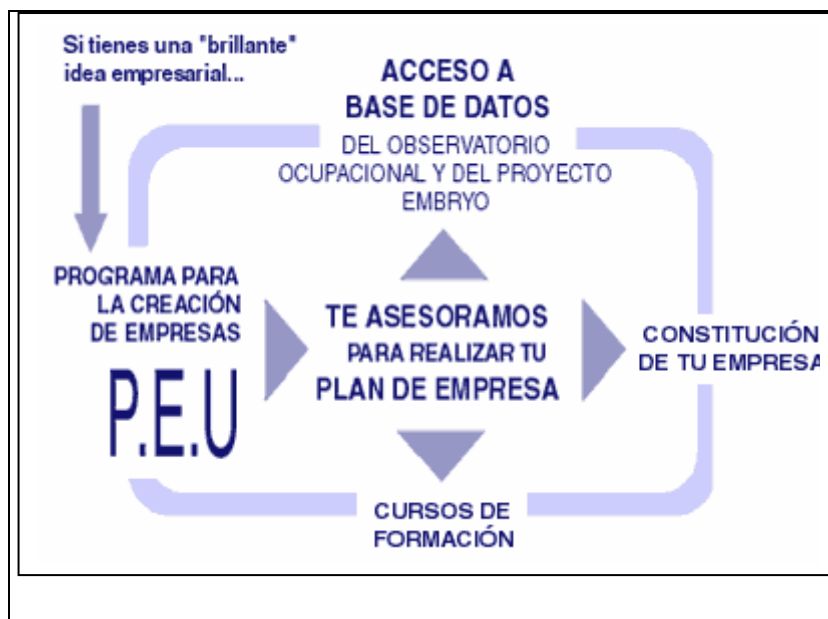 Si tienes una "brillante"
idea empresarial...
ACCESO A
BASE DE DATOS
DEL OBSERVATORIO
OCUPACIONAL Y DEL PROYECTO
EMBRYO
PROGRAMA PARA
LA CREACIÓN
DE EMPRESAS
P.E.U
TE ASESORAMOS
PARA REALIZAR TU
PLAN DE EMPRESA
CONSTITUCIÓN
DE TU EMPRESA
CURSOS DE
FORMACIÓN